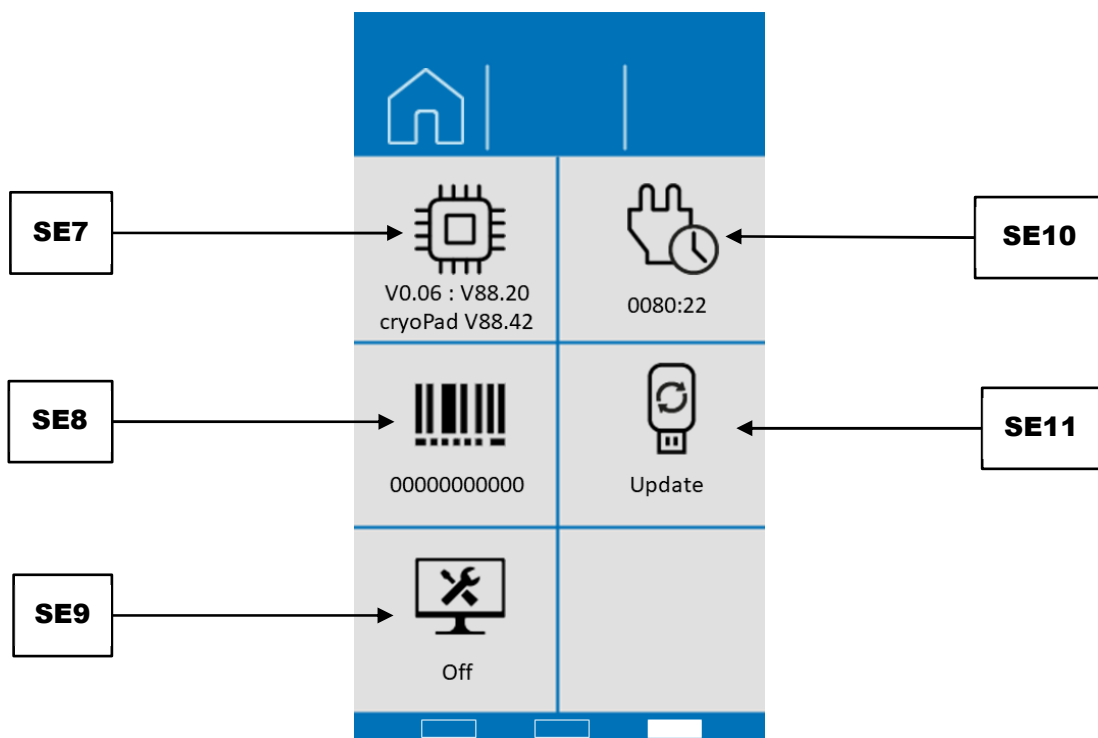 SE7
SE10
V0.06 : V88.20
cryoPad V88.42
0080:22
SE8
SE11
00000000000
Update
SE9
Off